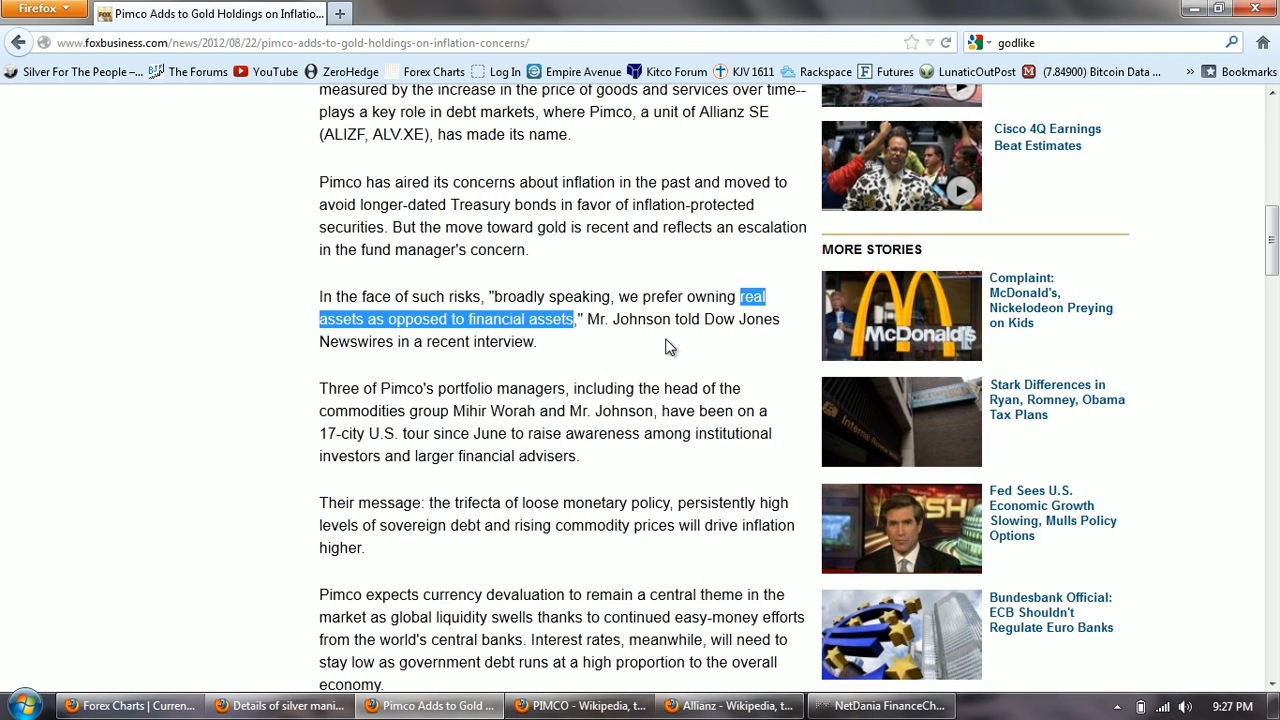 Firefox
Pimco Adds to Gold Holdings on Inflatio...
www.foxbusiness.com/news/2012/08/22/pimco-adds-to-gold-holdings-on-inflation-concerns/
godlike
Silver For The People –... The Forums YouTube ZeroHedge Forex Charts Log In Empire Avenue Kitco Forum KJV 1611 Rackspace Futures LunaticOutPost (7.84900) Bitcoin Data ... » Bookmarks
measured by the increase in the price of goods and services over time--
plays a key role in debt markets, where Pimco, a unit of Allianz SE
(ALIZF, ALV.XE), has made its name.
Pimco has aired its concerns about inflation in the past and moved to
avoid longer-dated Treasury bonds in favor of inflation-protected
securities. But the move toward gold is recent and reflects an escalation
in the fund manager's concern.
In the face of such risks, "broadly speaking, we prefer owning real
assets as opposed to financial assets," Mr. Johnson told Dow Jones
Newswires in a recent interview.
Three of Pimco's portfolio managers, including the head of the
commodities group Mihir Worah and Mr. Johnson, have been on a
17-city U.S. tour since June to raise awareness among institutional
investors and larger financial advisers.
Their message: the trifecta of loose monetary policy, persistently high
levels of sovereign debt and rising commodity prices will drive inflation
higher.
Pimco expects currency devaluation to remain a central theme in the
market as global liquidity swells thanks to continued easy-money efforts
from the world's central banks. Interest rates, meanwhile, will need to
stay low as government debt runs at a high proportion to the overall
economy.
Cisco 4Q Earnings
Beat Estimates
MORE STORIES
McDonald's
Complaint:
McDonald's,
Nickelodeon Preying
on Kids
Stark Differences in
Ryan, Romney, Obama
Tax Plans
Fed Sees U.S.
Economic Growth
Slowing, Mulls Policy
Options
Bundesbank Official:
ECB Shouldn't
Regulate Euro Banks
Forex Charts | Curren... Details of silver mani... Pimco Adds to Gold ... PIMCO - Wikipedia, t... Allianz - Wikipedia, t... NetDania FinanceCh... 9:27 PM